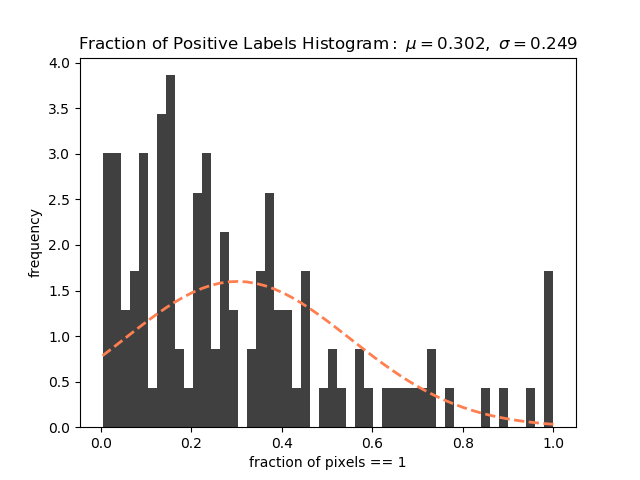 Fraction of Positive Labels Histogram : μ = 0.302, σ = 0.249
4.0
3.5
3.0
2.5
2.0
1.5
1.0
0.5
0.0
frequency
0.0 0.2 0.4 0.6 0.8 1.0
fraction of pixels == 1